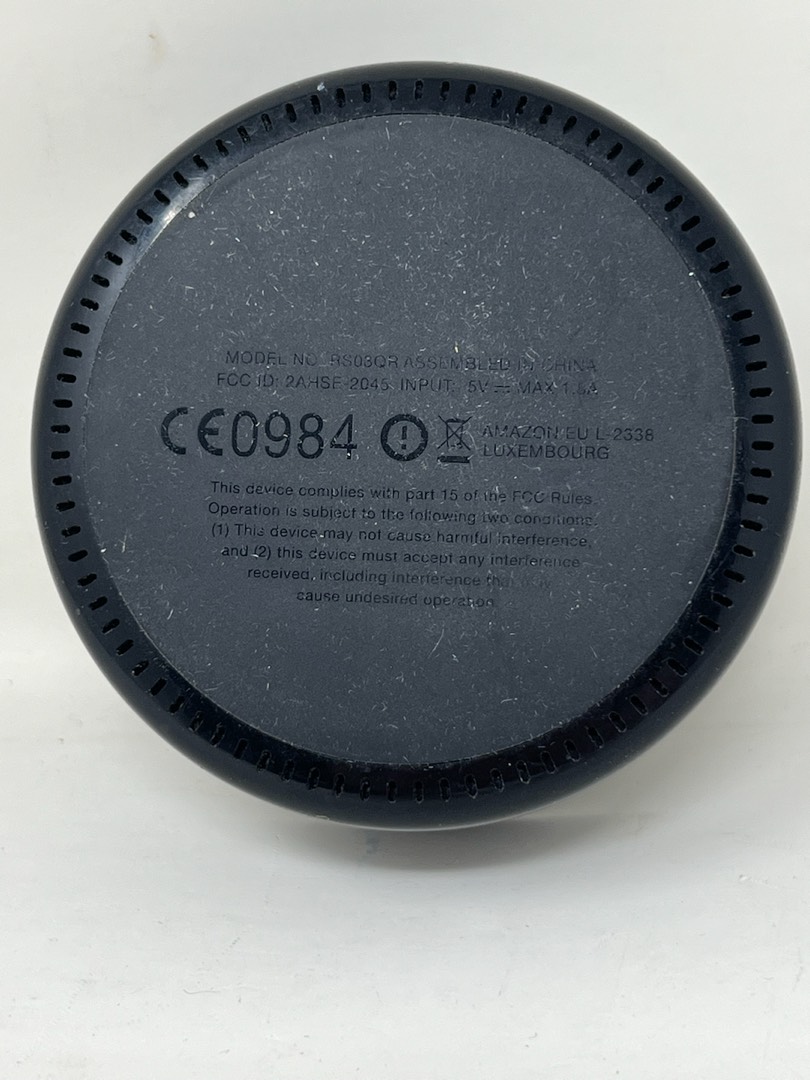 MODEL NO. RS03QR ASSEMBLED IN CHINA
FCC ID: 2AHSE-2045 INPUT: 5V⎓MAX 1.5A
CE0984 AMAZON EU L-2338
LUXEMBOURG
This device complies with part 15 of the FCC Rules.
Operation is subject to the following two conditions:
(1) This device may not cause harmful interference,
and (2) this device must accept any interference
received, including interference that may
cause undesired operation.